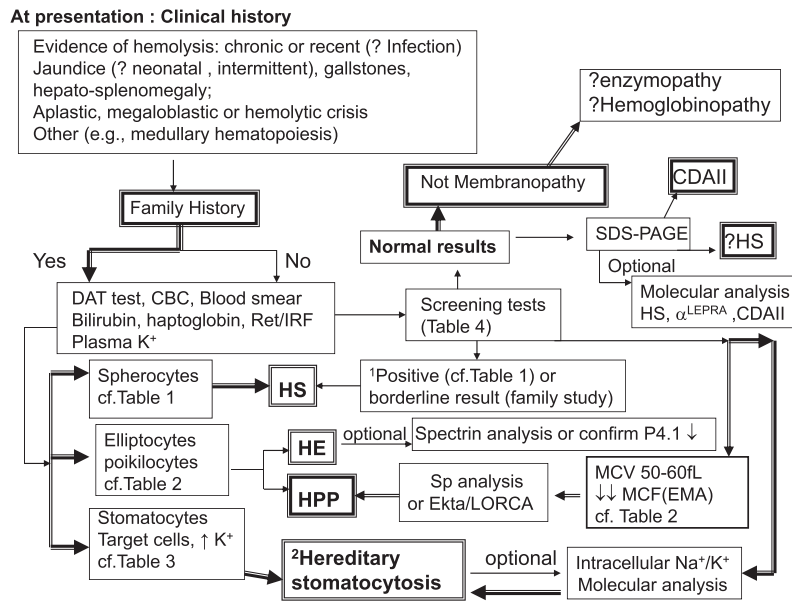 At presentation : Clinical history
Evidence of hemolysis: chronic or recent (? Infection)
Jaundice (? neonatal , intermittent), gallstones,
hepato-splenomegaly;
Aplastic, megaloblastic or hemolytic crisis
Other (e.g., medullary hematopoiesis)
?enzymopathy
?Hemoglobinopathy
Family History
Not Membranopathy
CDAII
Normal results
SDS-PAGE
?HS
Yes
No
Optional
DAT test, CBC, Blood smear
Bilirubin, haptoglobin, Ret/IRF
Plasma K⁺
Screening tests
(Table 4)
Molecular analysis
HS, αᴸᴱᴾᴿᴬ ,CDAII
Spherocytes
cf.Table 1
HS
¹Positive (cf.Table 1) or
borderline result (family study)
Elliptocytes
poikilocytes
cf.Table 2
HE
optional
Spectrin analysis or confirm P4.1 ↓
HPP
Sp analysis
or Ekta/LORCA
MCV 50-60fL
↓↓ MCF(EMA)
cf. Table 2
Stomatocytes
Target cells, ↑ K⁺
cf.Table 3
²Hereditary
stomatocytosis
optional
Intracellular Na⁺/K⁺
Molecular analysis